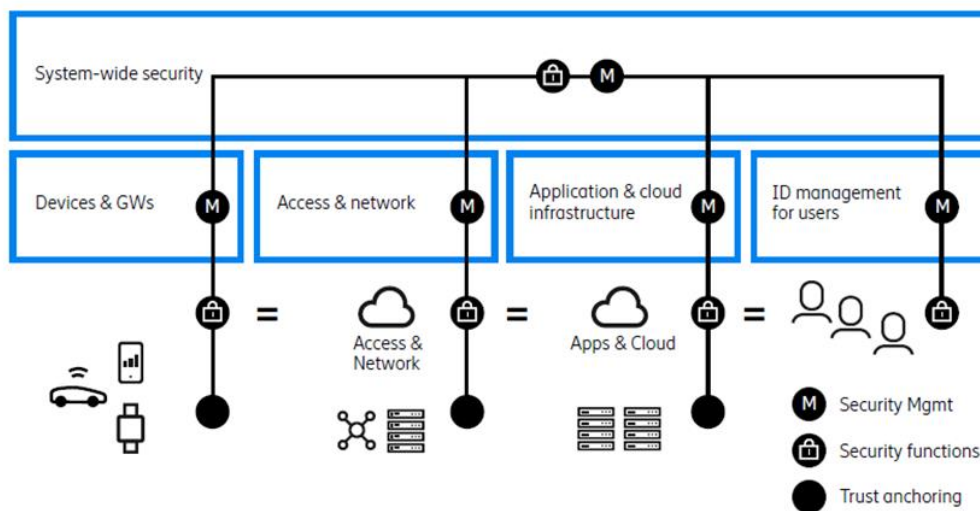 System-wide security
M
Devices & GWs
M
Access & network
M
Application & cloud
infrastructure
M
ID management
for users
M
=
=
=
Access &
Network
Apps & Cloud
M Security Mgmt
Security functions
Trust anchoring